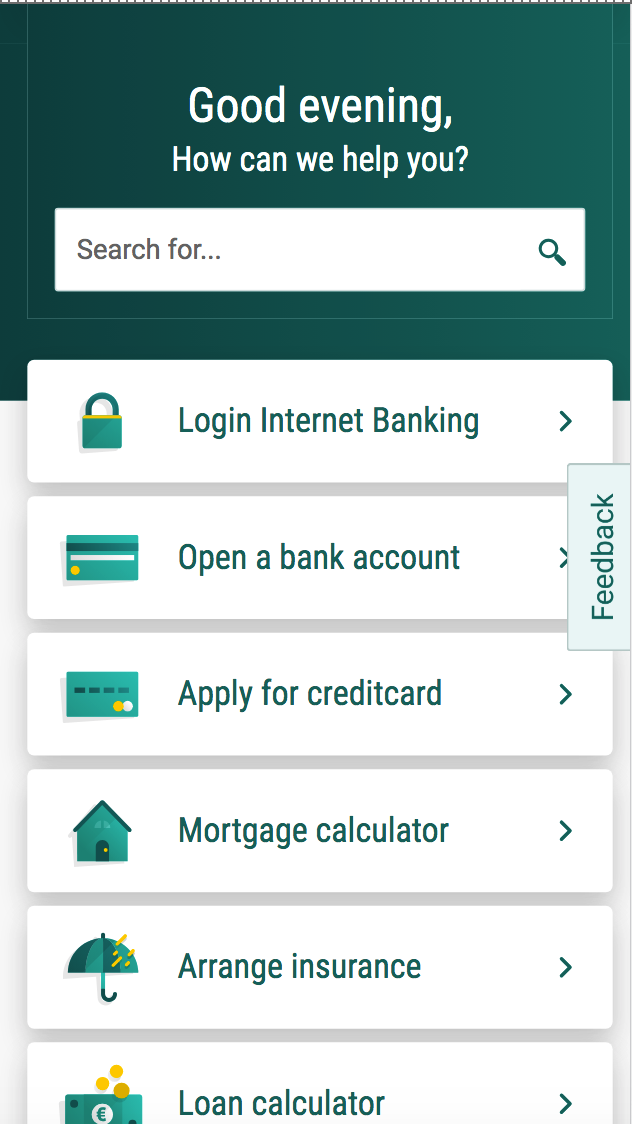 Good evening,
How can we help you?
Search for...
Login Internet Banking
Open a bank account
Feedback
Apply for creditcard
Mortgage calculator
Arrange insurance
€
Loan calculator